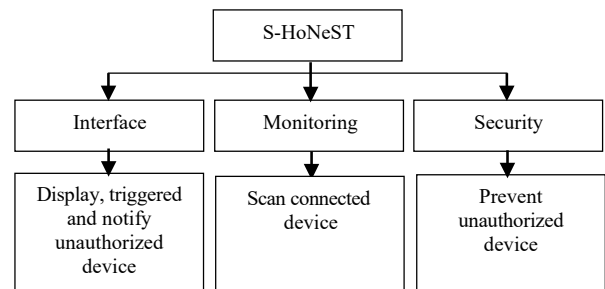 S-HoNeST
Interface
Monitoring
Security
Display, triggered
and notify
unauthorized
device
Scan connected
device
Prevent
unauthorized
device